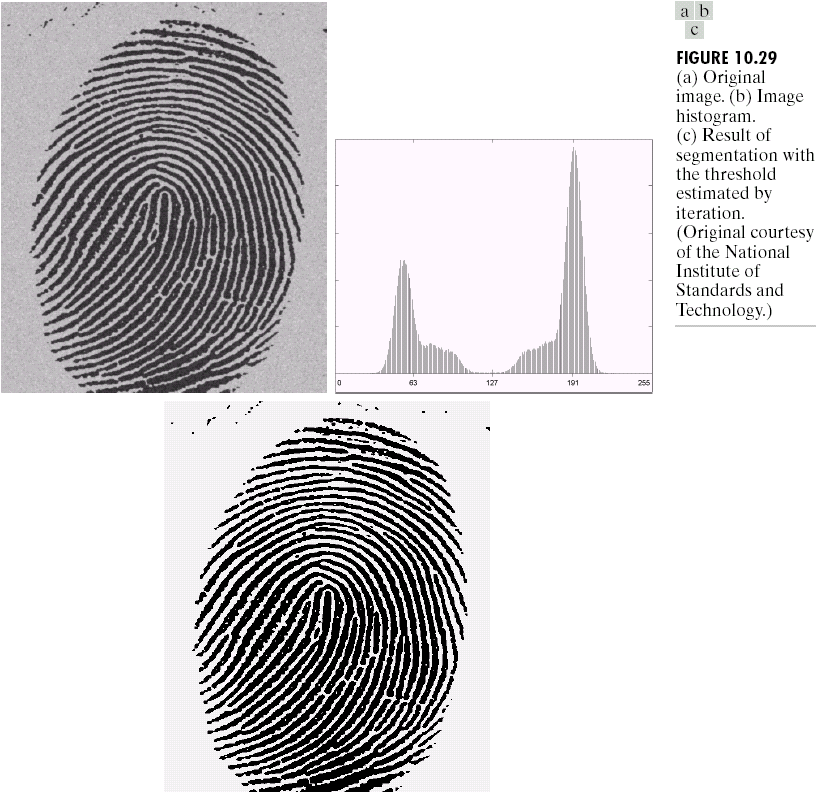 a b
c
FIGURE 10.29
(a) Original
image. (b) Image
histogram.
(c) Result of
segmentation with
the threshold
estimated by
iteration.
(Original courtesy
of the National
Institute of
Standards and
Technology.)
0 63 127 191 255